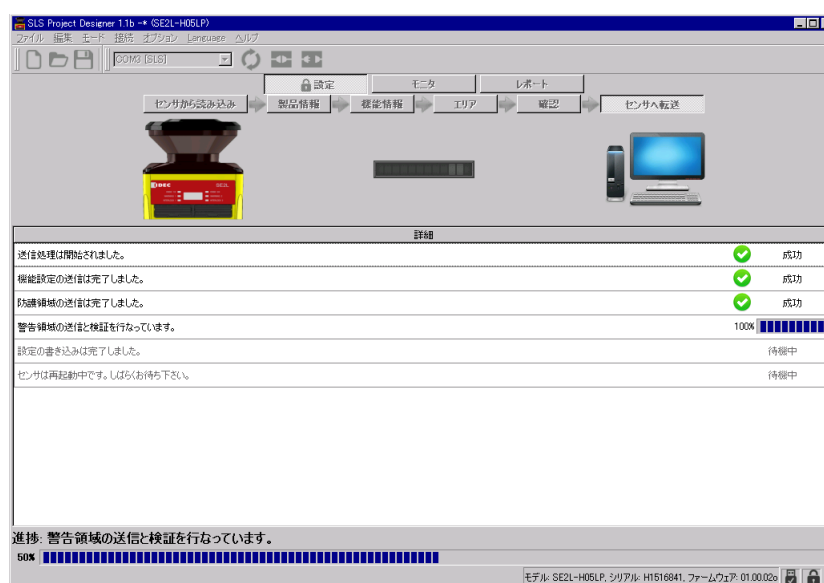 SLS Project Designer 1.1b -* (SE2L-H05LP)
ファイル 編集 モード 接続 オプション Language ヘルプ
COM3 [SLS]
設定 モニタ レポート
センサから読み込み 製品情報 機能情報 エリア 確認 センサへ転送
IDEC SE2L
詳細
送信処理は開始されました。 成功
機能設定の送信は完了しました。 成功
防護領域の送信は完了しました。 成功
警告領域の送信と検証を行なっています。 100%
設定の書き込みは完了しました。 待機中
センサは再起動中です。しばらくお待ち下さい。 待機中
進捗: 警告領域の送信と検証を行なっています。
50%
モデル: SE2L-H05LP, シリアル: H1516841, ファームウェア: 01.00.02o